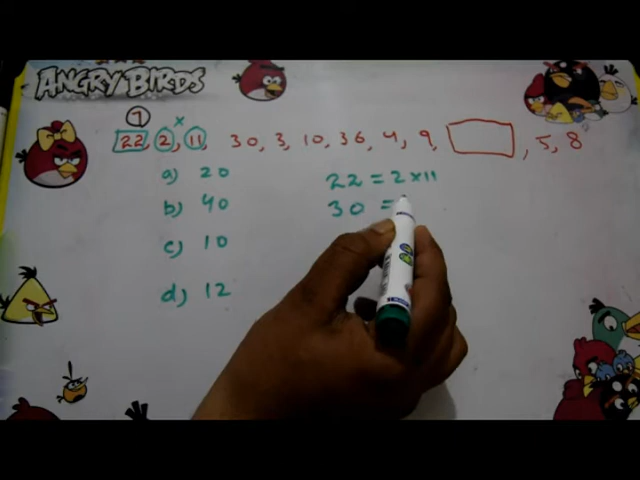 ANGRY BIRDS
7
x
22, 2, 11, 30, 3, 10, 36, 4, 9, , 5, 8
a) 20
22 = 2 x 11
b) 40
30 =
c) 10
d) 12